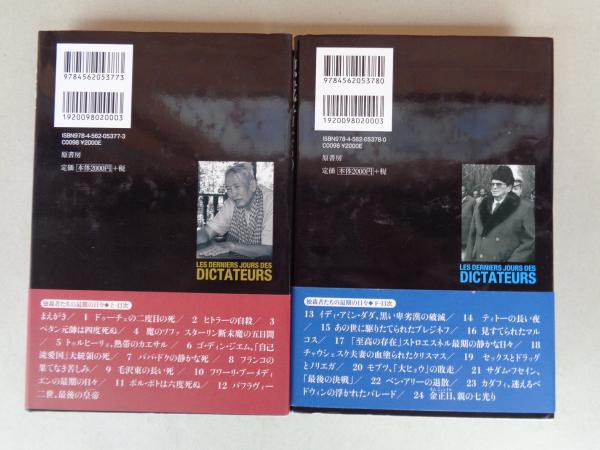 9784562053773
1920098020003
ISBN978-4-562-05377-3
C0098 ¥2000E
原書房
定価 本体2000円+税
LES DERNIERS JOURS DES
DICTATEURS
独裁者たちの最期の日々◆上・目次
まえがき/1 ドゥーチェの二度目の死/2 ヒトラーの自殺/3
ペタン元帥は四度死ぬ/4 魔のソファ スターリン断末魔の五日間
/5 トゥルヒーリョ、熱帯のカエサル/6 ゴ・ディン・ジエム、「自己
流愛国」大統領の死/7 パパ・ドクの静かな死/8 フランコの
果てなき苦しみ/9 毛沢東の長い死/10 フワーリ・ブーメディ
エンの最期の日々/11 ポル・ポトは六度死ぬ/12 パフラヴィー
二世、最後の皇帝
9784562053780
1920098020003
ISBN978-4-562-05378-0
C0098 ¥2000E
原書房
定価 本体2000円+税
LES DERNIERS JOURS DES
DICTATEURS
独裁者たちの最期の日々◆下・目次
13 イディ・アミン・ダダ、黒い卑劣漢の破滅/14 ティトーの長い夜
/15 あの世に駆りたてられたブレジネフ/16 見すてられたマル
コス/17 「至高の存在」ストロエスネル最期の静かな日々/18
チャウシェスク夫妻の血塗られたクリスマス/19 セックスとドラッグ
とノリエガ/20 モブツ、「大ヒョウ」の敗走/21 サダム・フセイン、
「最後の決戦」/22 ベン・アリーの退散/23 カダフィ、迷えるベ
ドウィンの浮かれたパレード/24 金正日、親の七光り